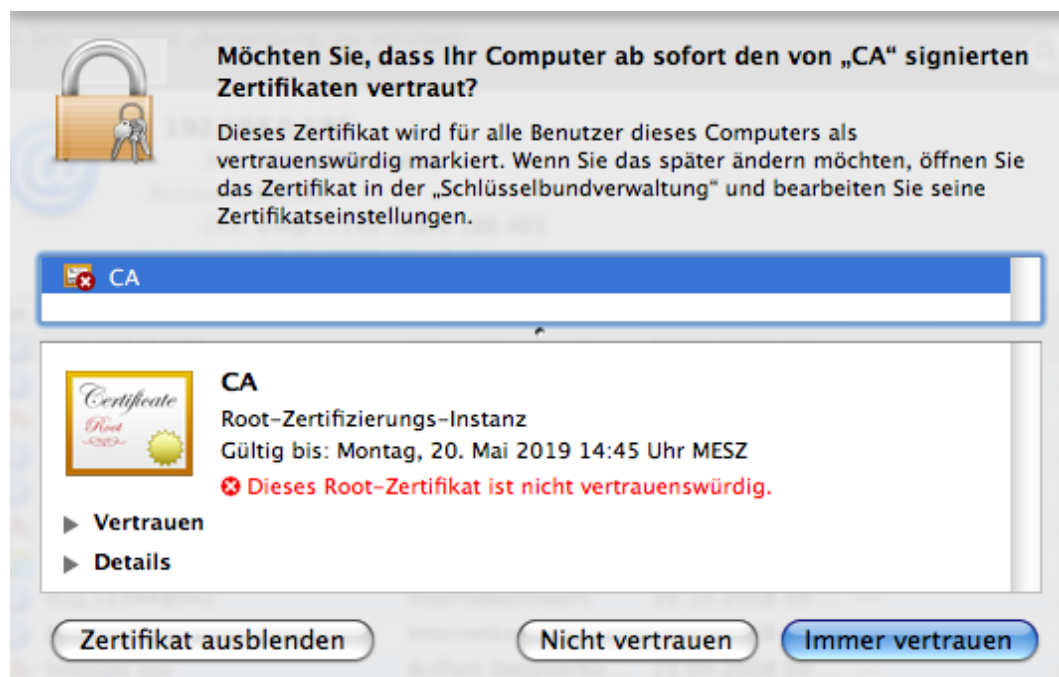 Möchten Sie, dass Ihr Computer ab sofort den von „CA“ signierten
Zertifikaten vertraut?
Dieses Zertifikat wird für alle Benutzer dieses Computers als
vertrauenswürdig markiert. Wenn Sie das später ändern möchten, öffnen Sie
das Zertifikat in der „Schlüsselbundverwaltung“ und bearbeiten Sie seine
Zertifikatseinstellungen.
CA
Certificate
Root
CA
Root-Zertifizierungs-Instanz
Gültig bis: Montag, 20. Mai 2019 14:45 Uhr MESZ
Dieses Root-Zertifikat ist nicht vertrauenswürdig.
Vertrauen
Details
Zertifikat ausblenden
Nicht vertrauen
Immer vertrauen